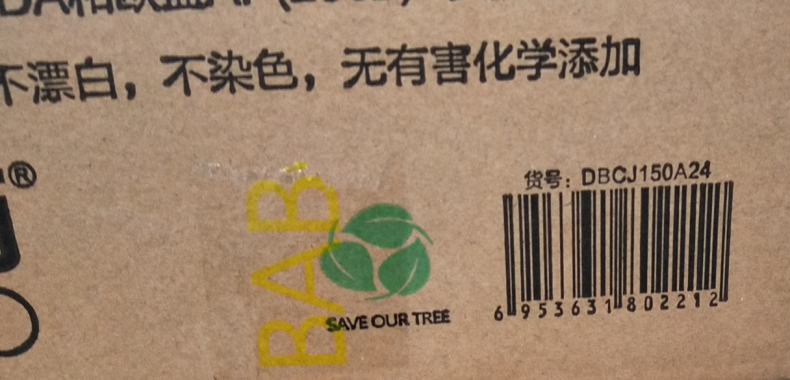 不漂白，不染色，无有害化学添加
®
货号：DBCJ150A24
BAB
SAVE OUR TREE
6953631802212